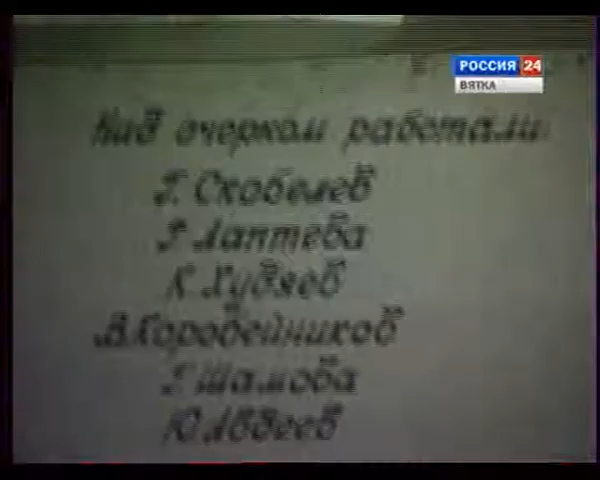 РОССИЯ 24
ВЯТКА
Над очерком работали:
Г. Скобелев
Р. Лаптева
К. Худяев
В. Коробейников
Г. Шамова
Ю. Авдеев